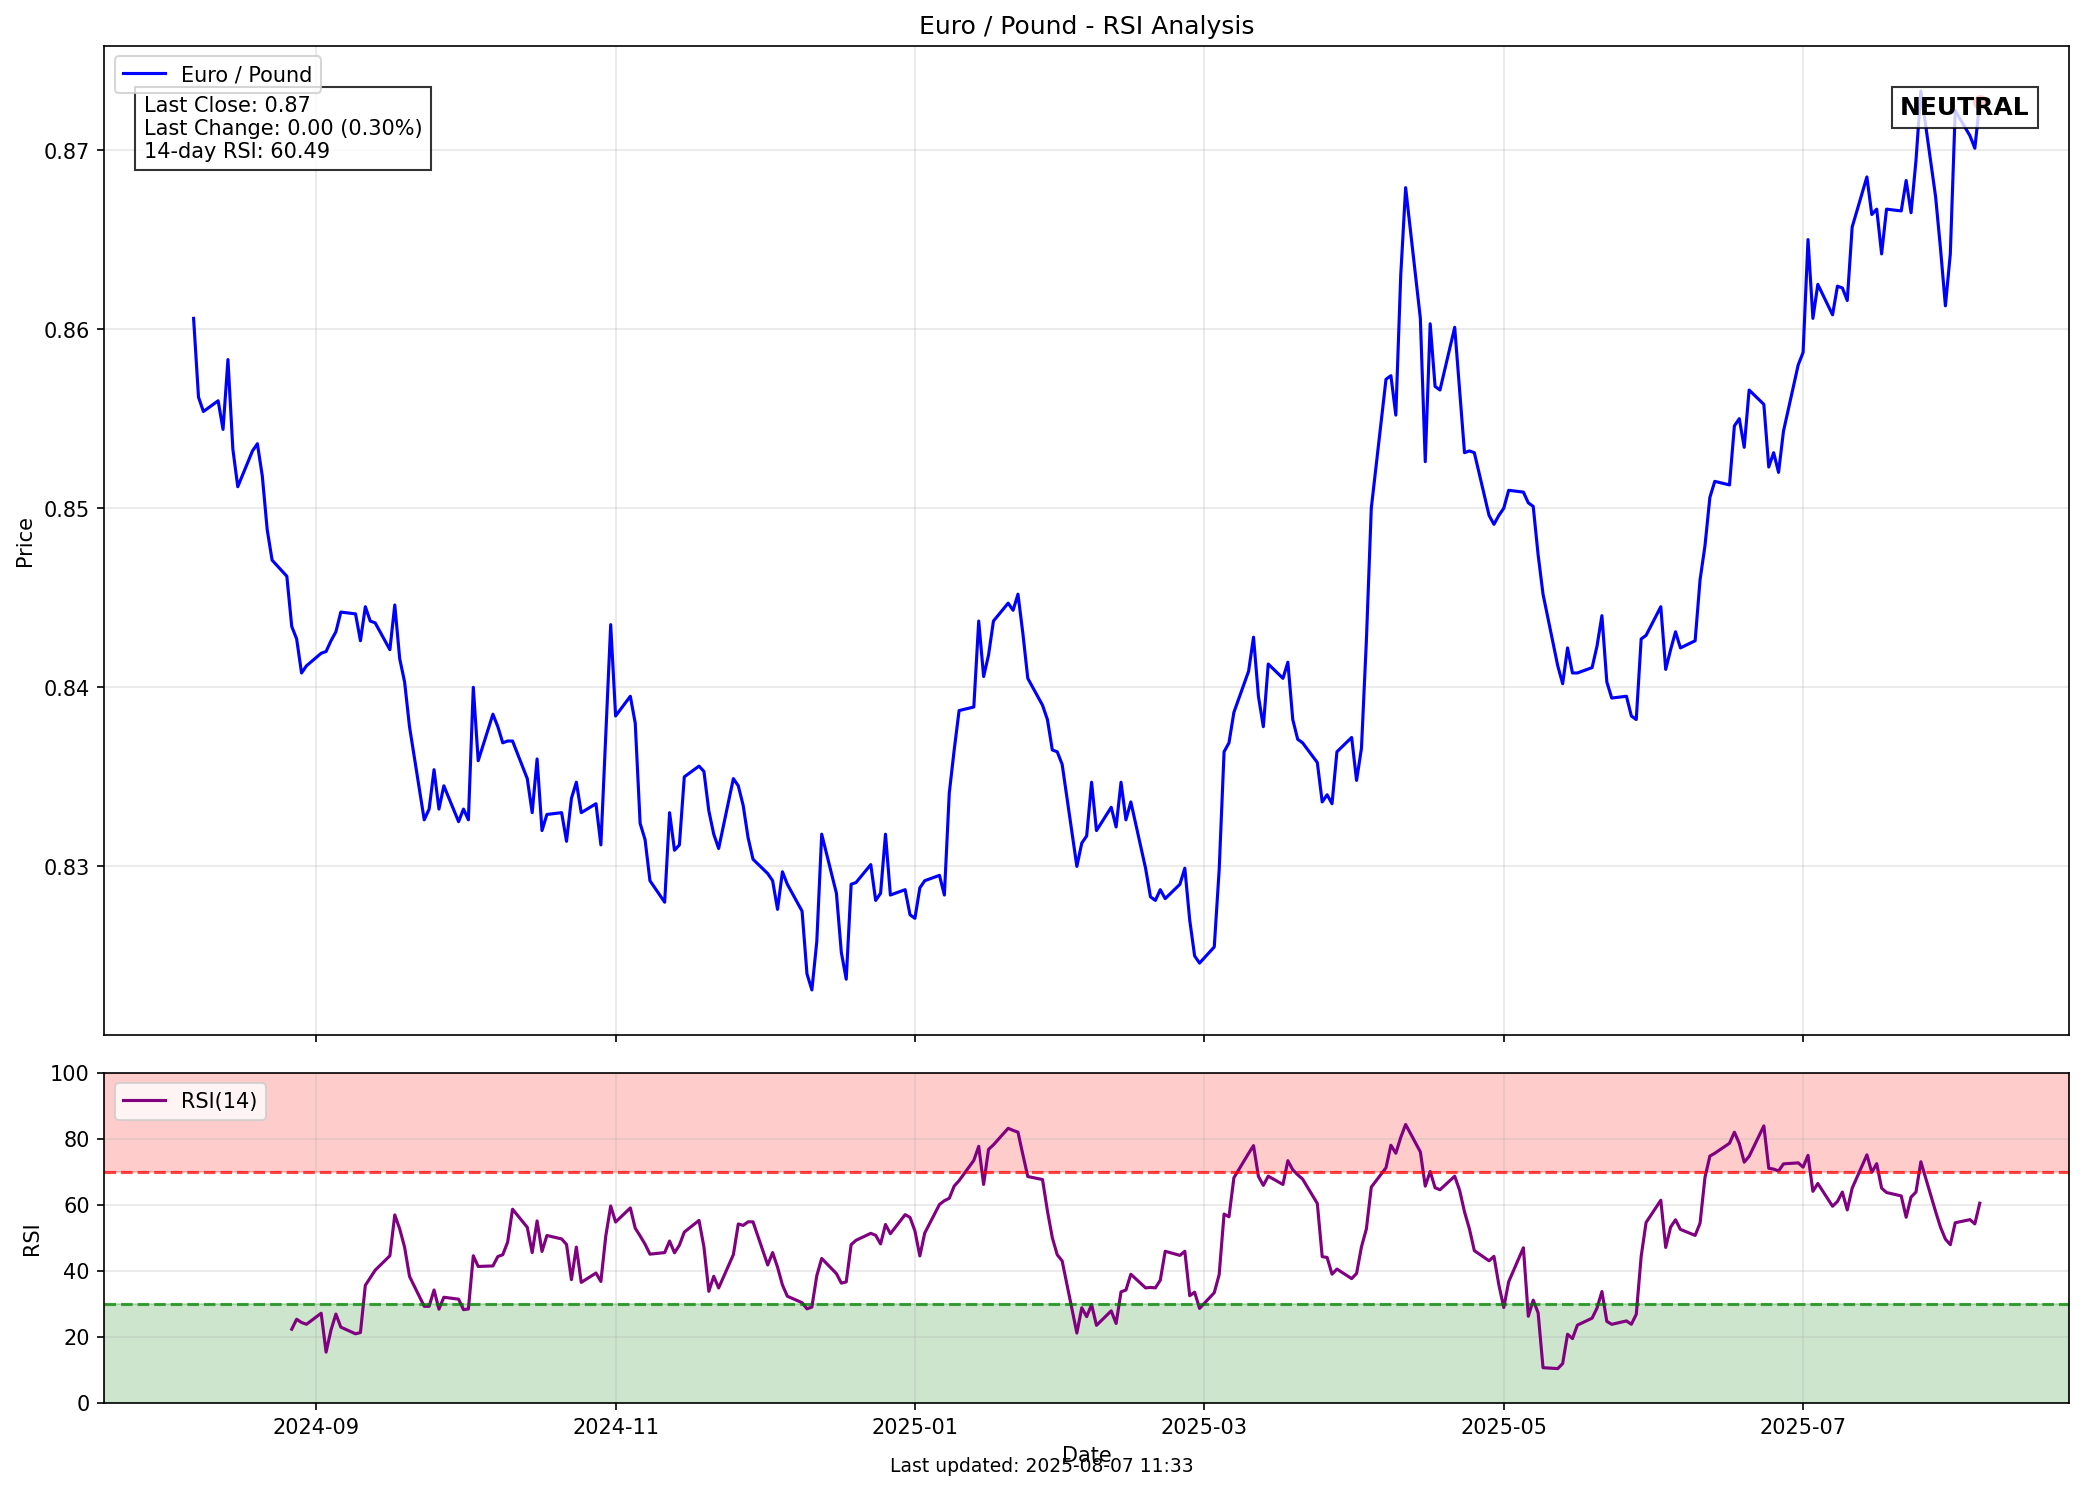 Euro / Pound - RSI Analysis
Euro / Pound
Last Close: 0.87
Last Change: 0.00 (0.30%)
14-day RSI: 60.49
NEUTRAL
Price
0.87
0.86
0.85
0.84
0.83
RSI(14)
RSI
100
80
60
40
20
0
2024-09
2024-11
2025-01
2025-03
2025-05
2025-07
Date
Last updated: 2025-08-07 11:33